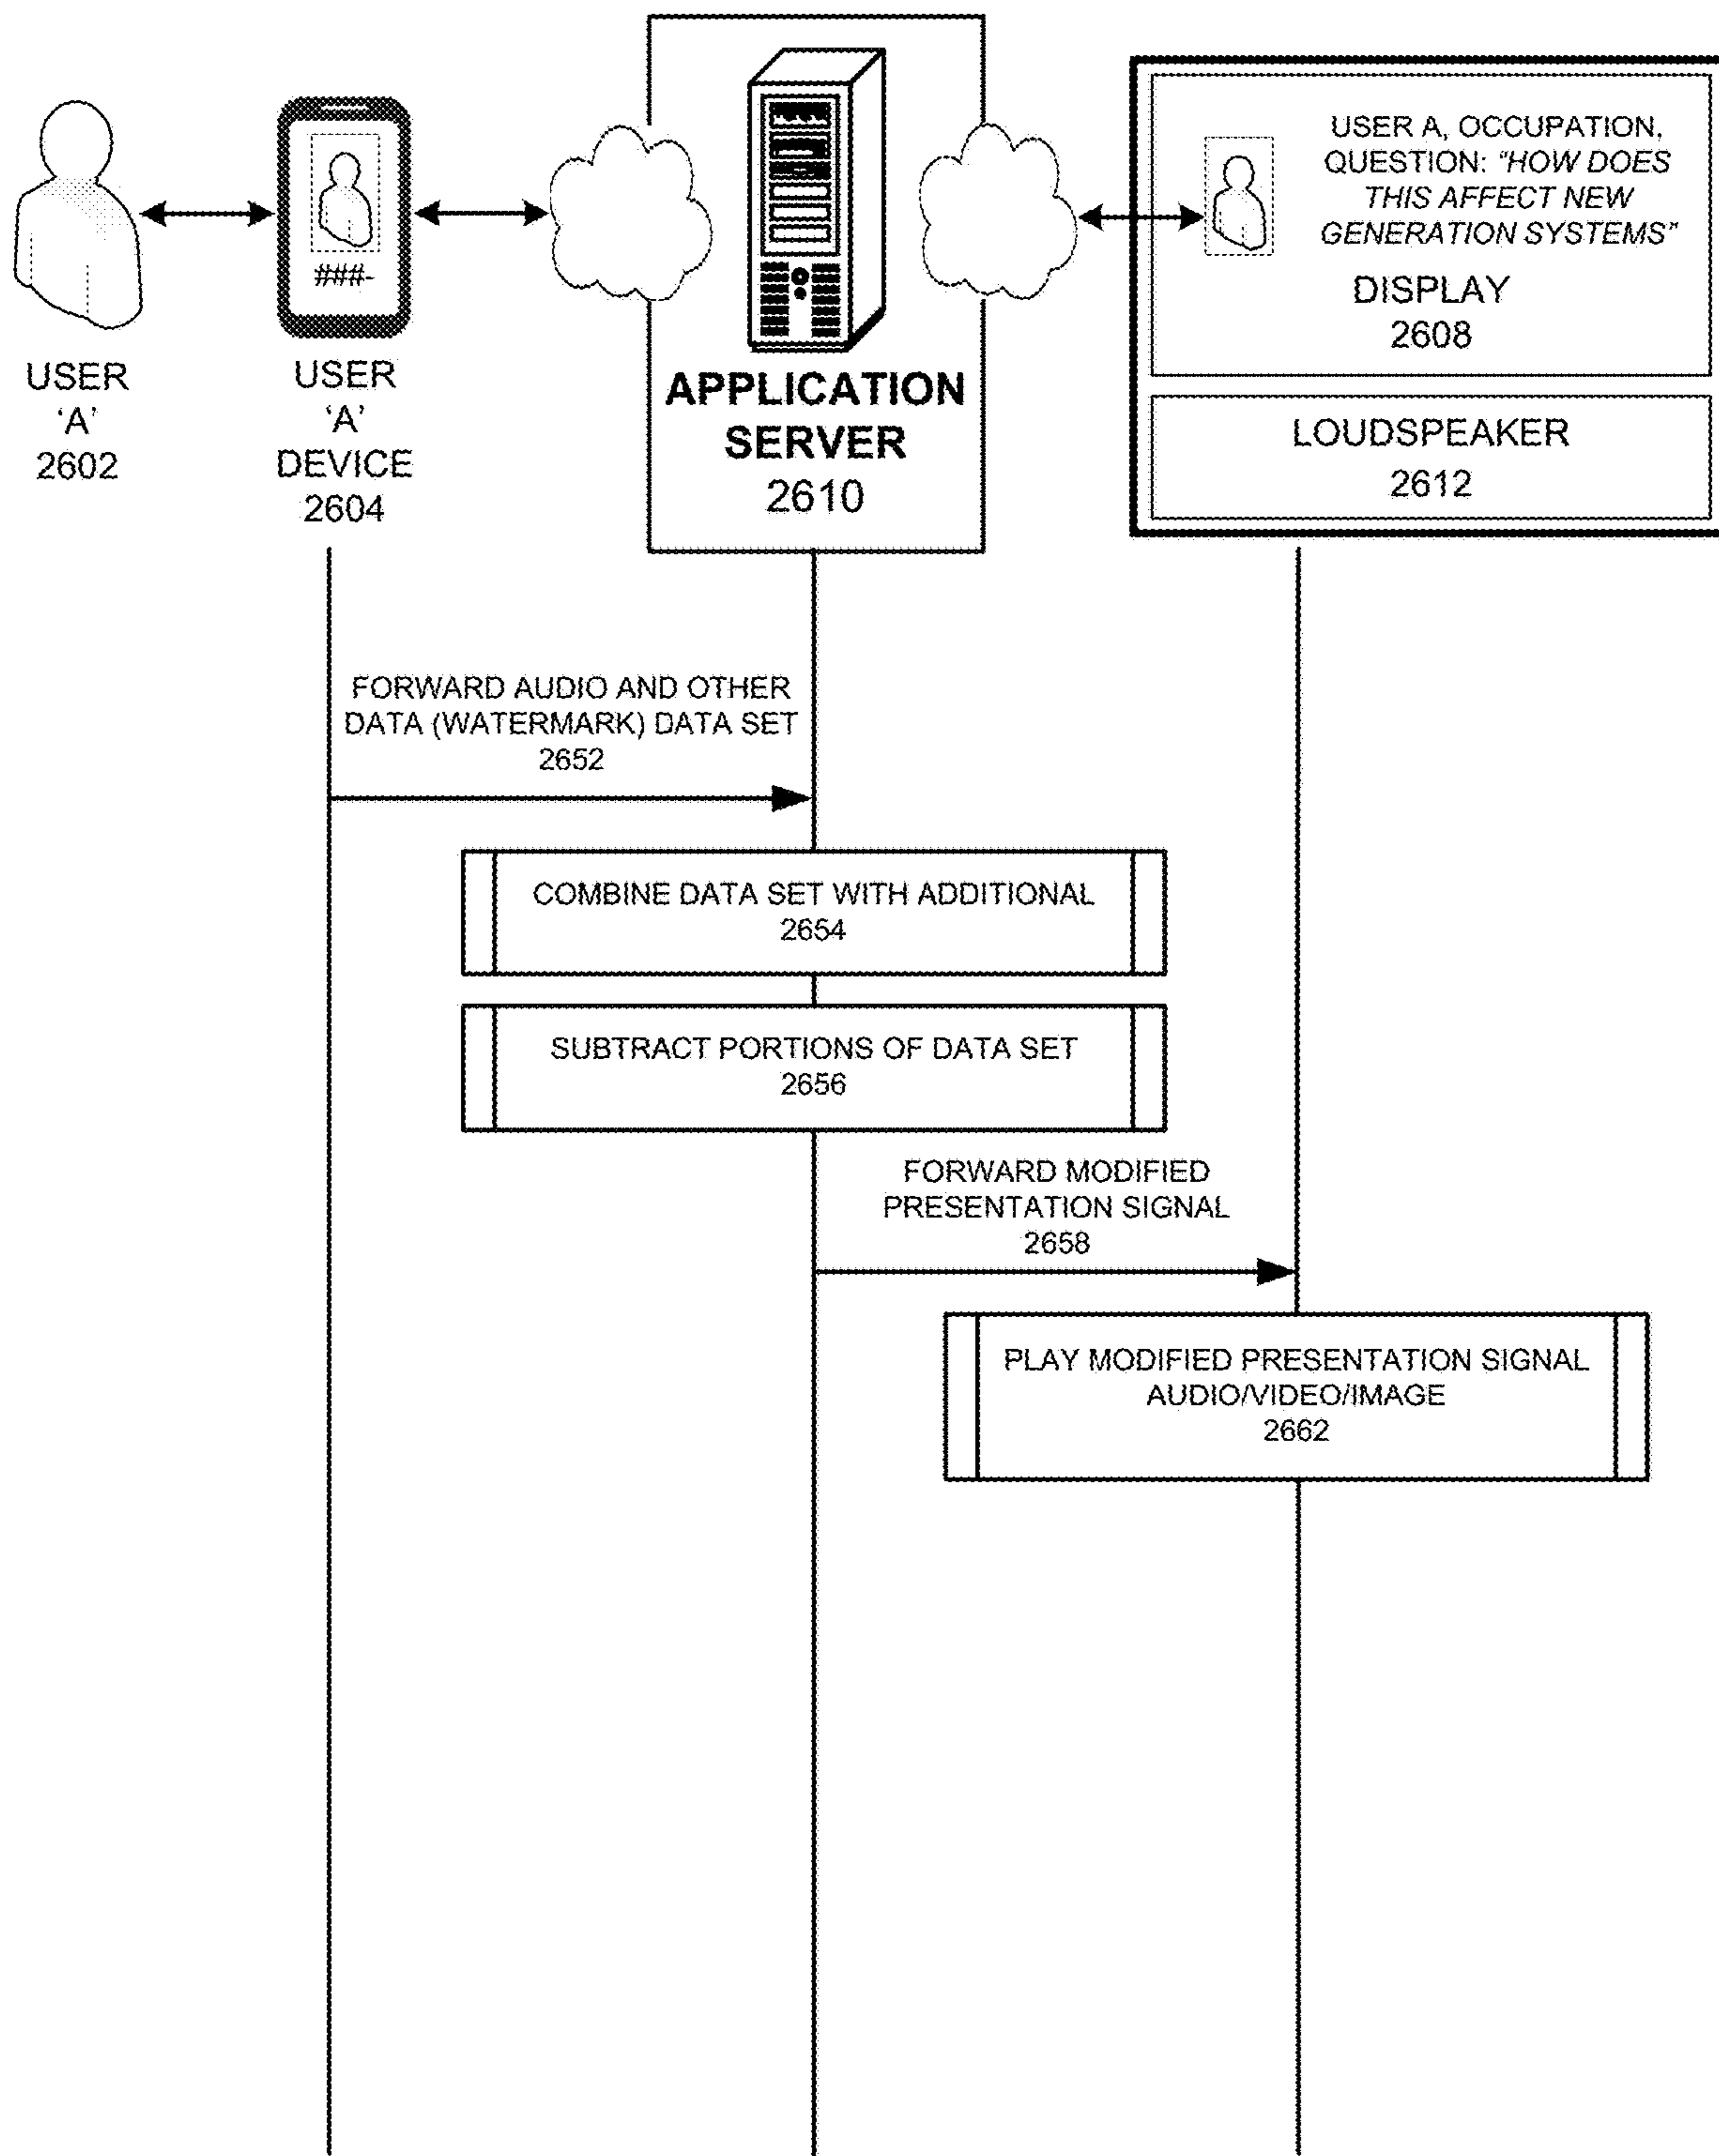 USER
'A'
2602
###-
USER
'A'
DEVICE
2604
APPLICATION
SERVER
2610
USER A, OCCUPATION,
QUESTION: "HOW DOES
THIS AFFECT NEW
GENERATION SYSTEMS"
DISPLAY
2608
LOUDSPEAKER
2612
FORWARD AUDIO AND OTHER
DATA (WATERMARK) DATA SET
2652
COMBINE DATA SET WITH ADDITIONAL
2654
SUBTRACT PORTIONS OF DATA SET
2656
FORWARD MODIFIED
PRESENTATION SIGNAL
2658
PLAY MODIFIED PRESENTATION SIGNAL
AUDIO/VIDEO/IMAGE
2662